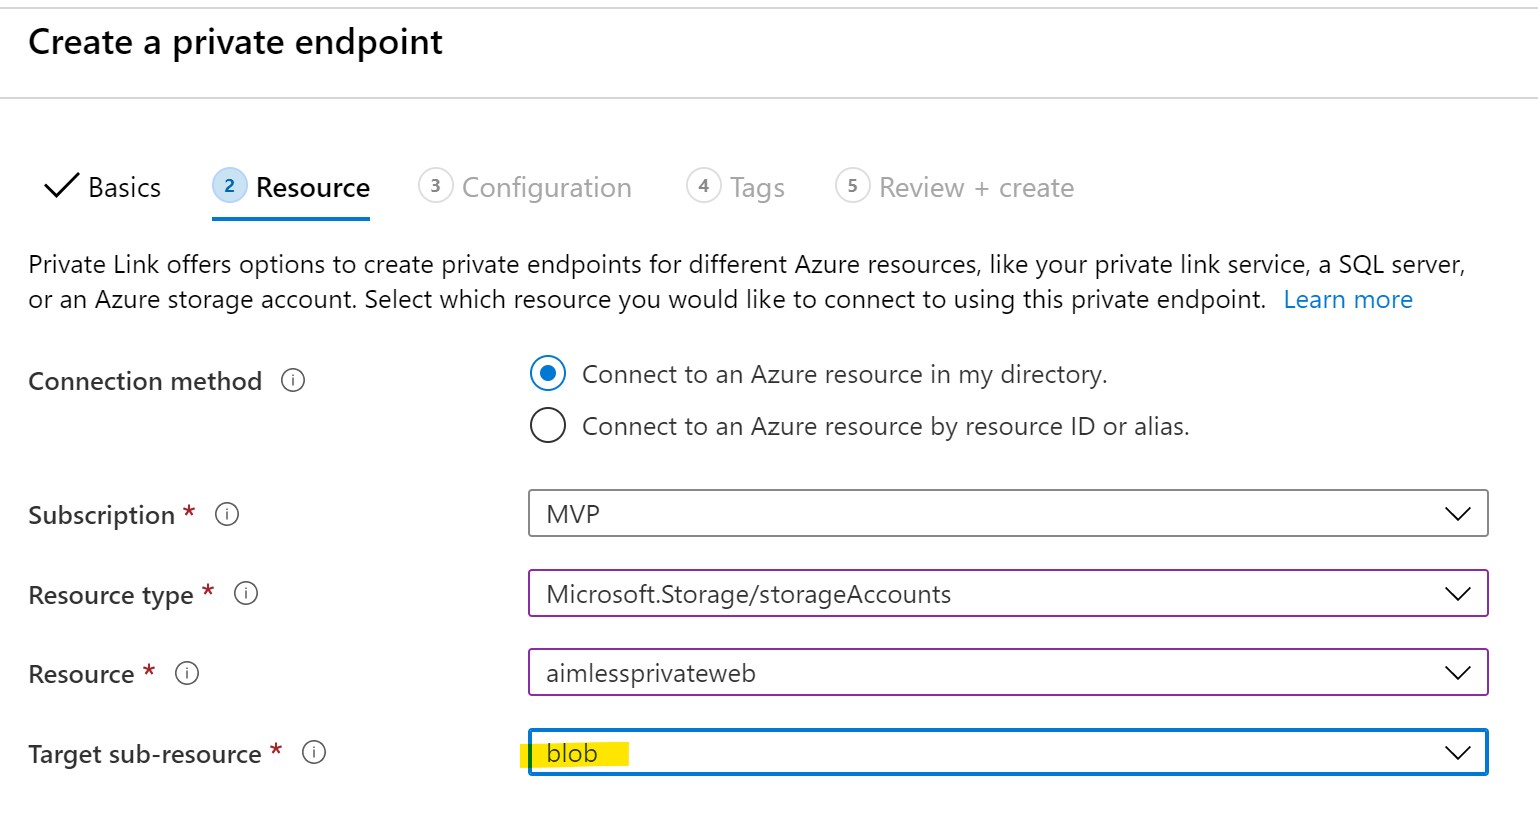 Create a private endpoint
Basics
2 Resource
3 Configuration
4 Tags
5 Review + create
Private Link offers options to create private endpoints for different Azure resources, like your private link service, a SQL server,
or an Azure storage account. Select which resource you would like to connect to using this private endpoint. Learn more
Connection method
Connect to an Azure resource in my directory.
Connect to an Azure resource by resource ID or alias.
Subscription *
MVP
Resource type *
Microsoft.Storage/storageAccounts
Resource *
aimlessprivateweb
Target sub-resource *
blob